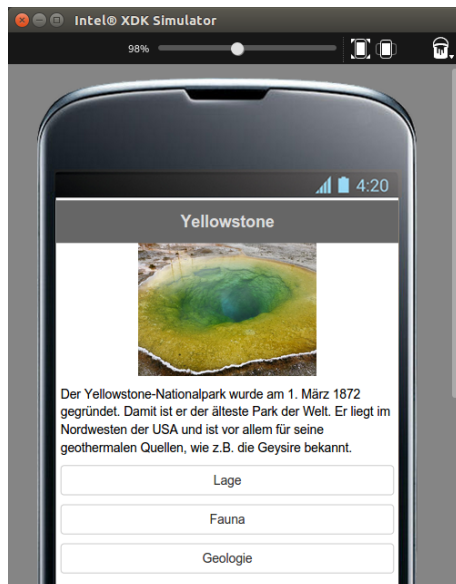 Intel® XDK Simulator
98%
4:20
Yellowstone
Der Yellowstone-Nationalpark wurde am 1. März 1872
gegründet. Damit ist er der älteste Park der Welt. Er liegt im
Nordwesten der USA und ist vor allem für seine
geothermalen Quellen, wie z.B. die Geysire bekannt.
Lage
Fauna
Geologie